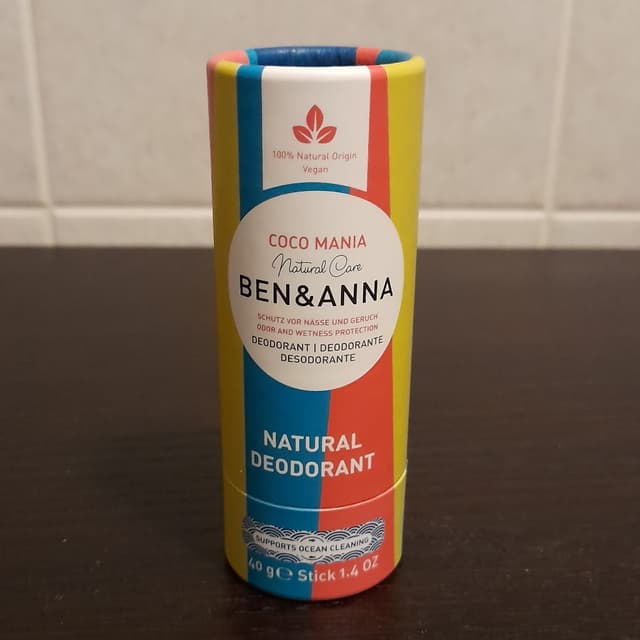 100% Natural Origin
Vegan
COCO MANIA
Natural Care
BEN&ANNA
SCHUTZ VOR NÄSSE UND GERUCH
ODOR AND WETNESS PROTECTION
DEODORANT | DEODORANTE
DESODORANTE
NATURAL
DEODORANT
SUPPORTS OCEAN CLEANING
40 g℮ Stick 1.4 OZ